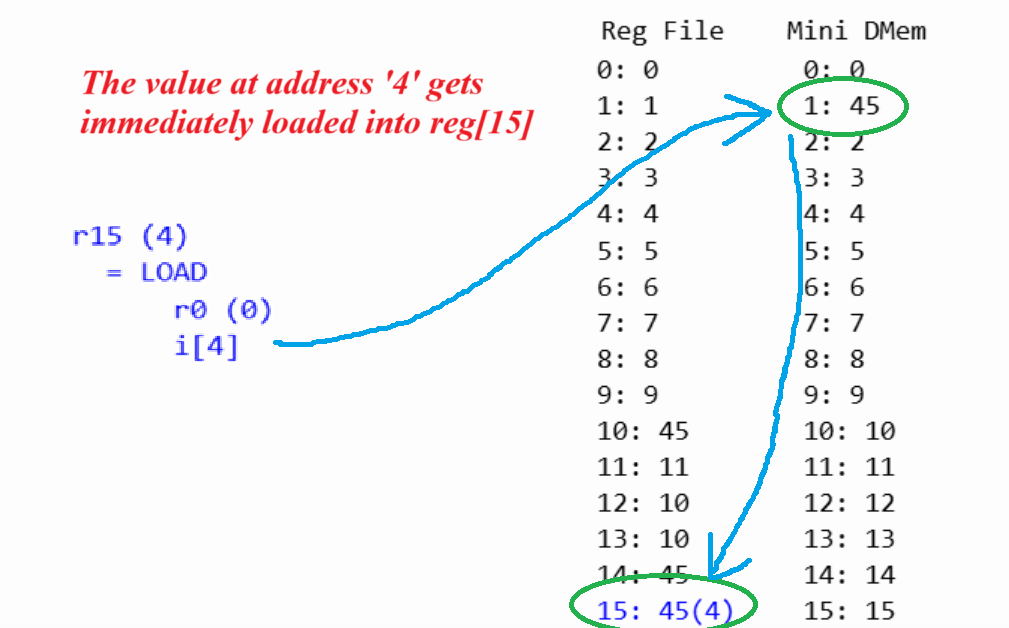 The value at address '4' gets
immediately loaded into reg[15]
r15 (4)
= LOAD
r0 (0)
i[4]
Reg File Mini DMem
0: 0 0: 0
1: 1 1: 45
2: 2 2: 2
3: 3 3: 3
4: 4 4: 4
5: 5 5: 5
6: 6 6: 6
7: 7 7: 7
8: 8 8: 8
9: 9 9: 9
10: 45 10: 10
11: 11 11: 11
12: 10 12: 12
13: 10 13: 13
14: 45 14: 14
15: 45(4) 15: 15